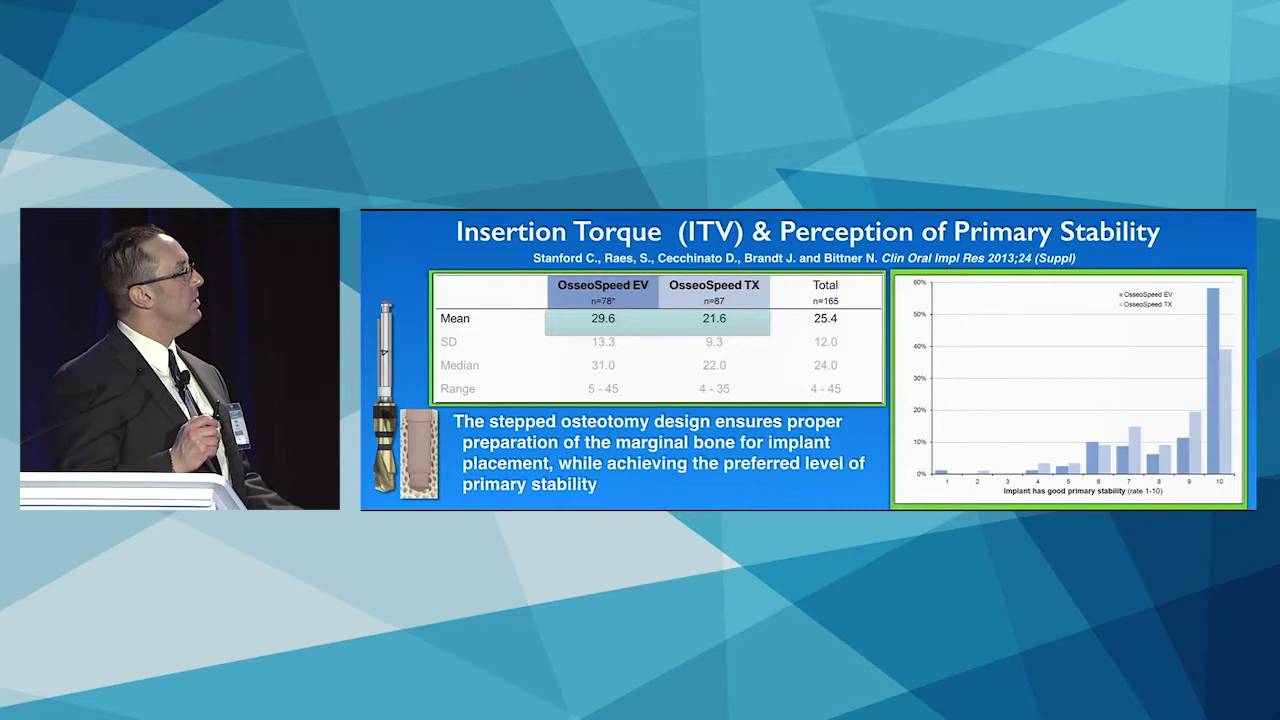 Insertion Torque (ITV) & Perception of Primary Stability
Stanford C., Raes, S., Cecchinato D., Brandt J. and Bittner N. Clin Oral Impl Res 2013;24 (Suppl)
OsseoSpeed EV OsseoSpeed TX Total
n=78* n=87 n=165
Mean 29.6 21.6 25.4
SD 13.3 9.3 12.0
Median 31.0 22.0 24.0
Range 5 - 45 4 - 35 4 - 45
4
The stepped osteotomy design ensures proper
preparation of the marginal bone for implant
placement, while achieving the preferred level of
primary stability
60%
50%
40%
30%
20%
10%
0%
OsseoSpeed EV
OsseoSpeed TX
1 2 3 4 5 6 7 8 9 10
Implant has good primary stability (rate 1-10)